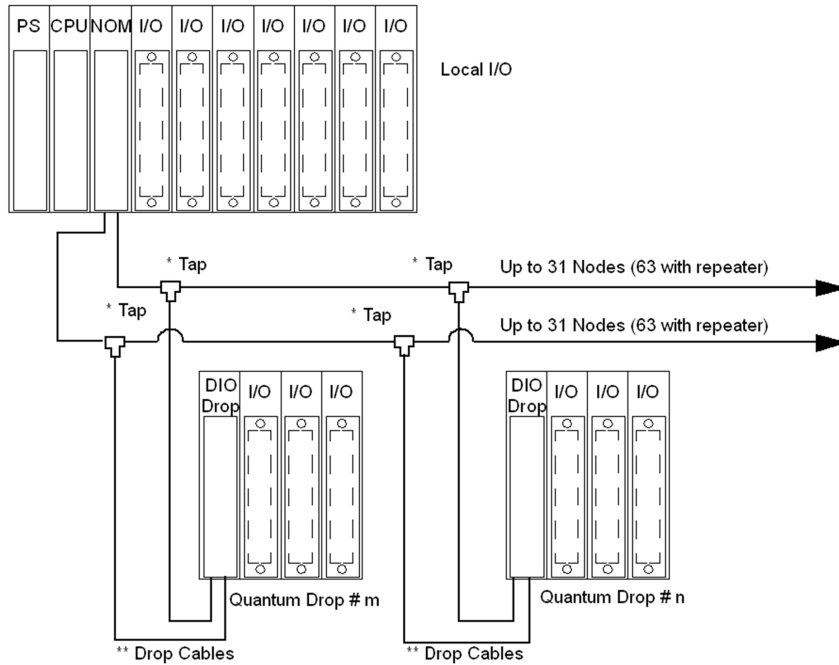 PS CPU NOM I/O I/O I/O I/O I/O I/O I/O
Local I/O
* Tap
* Tap
Up to 31 Nodes (63 with repeater)
* Tap
* Tap
Up to 31 Nodes (63 with repeater)
DIO
Drop
I/O I/O I/O
DIO
Drop
I/O I/O I/O
Quantum Drop # m
Quantum Drop # n
** Drop Cables
** Drop Cables